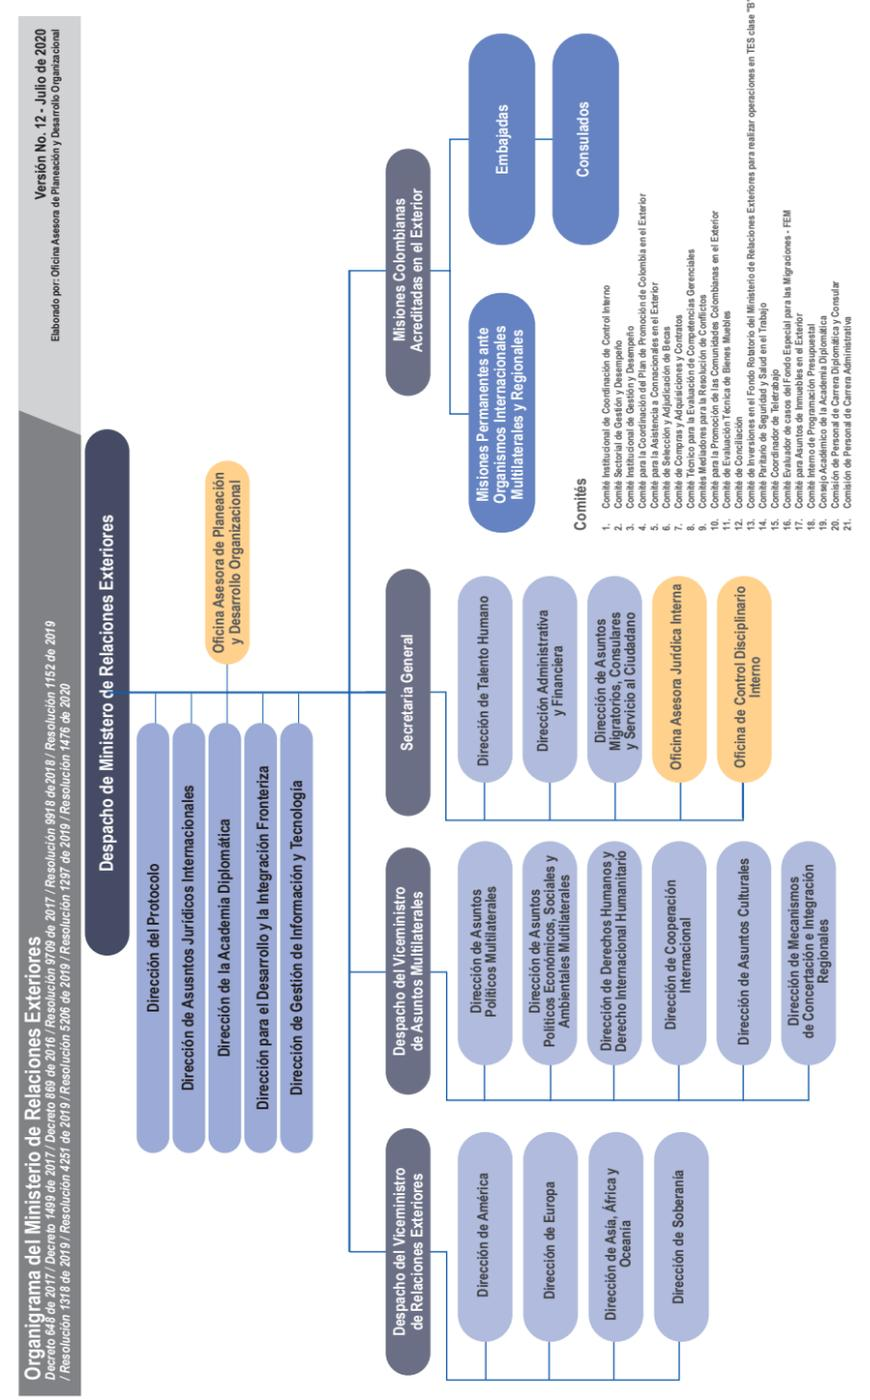 Organigrama del Ministerio de Relaciones Exteriores
Decreto 648 de 2017 / Decreto 1499 de 2017 / Decreto 869 de 2016 / Resolución 9709 de 2017 / Resolución 9918 de2018 / Resolución 1152 de 2019
/ Resolución 1318 de 2019 / Resolución 4251 de 2019 / Resolución 5206 de 2019 / Resolución 1297 de 2019 / Resolución 1476 de 2020
Versión No. 12 - Julio de 2020
Elaborado por: Oficina Asesora de Planeación y Desarrollo Organizacional
Despacho de Ministero de Relaciones Exteriores
Dirección del Protocolo
Dirección de Asuntos Jurídicos Internacionales
Dirección de la Academia Diplomática
Dirección para el Desarrollo y la Integración Fronteriza
Dirección de Gestión de Información y Tecnología
Oficina Asesora de Planeación
y Desarrollo Organizacional
Despacho del Viceministro
de Relaciones Exteriores
Dirección de América
Dirección de Europa
Dirección de Asía, África y
Oceanía
Dirección de Soberanía
Despacho del Viceministro
de Asuntos Multilaterales
Dirección de Asuntos
Políticos Multilaterales
Dirección de Asuntos
Políticos Económicos, Sociales y
Ambientales Multilaterales
Dirección de Derechos Humanos y
Derecho Internacional Humanitario
Dirección de Cooperación
Internacional
Dirección de Asuntos Culturales
Dirección de Mecanismos
de Concertación e Integración
Regionales
Secretaria General
Dirección de Talento Humano
Dirección Administrativa
y Financiera
Dirección de Asuntos
Migratorios, Consulares
y Servicio al Ciudadano
Oficina Asesora Jurídica Interna
Oficina de Control Disciplinario
Interno
Misiones Colombianas
Acreditadas en el Exterior
Misiones Permanentes ante
Organismos Internacionales
Multilaterales y Regionales
Embajadas
Consulados
Comités
1. Comité Institucional de Coordinación de Control Interno
2. Comité Sectorial de Gestión y Desempeño
3. Comité Institucional de Gestión y Desempeño
4. Comité para la Coordinación del Plan de Promoción de Colombia en el Exterior
5. Comité para la Asistencia a Connacionales en el Exterior
6. Comité de Selección y Adjudicación de Becas
7. Comité de Compras y Adquisiciones y Contratos
8. Comité Técnico para la Evaluación de Competencias Gerenciales
9. Comités Mediadores para la Resolución de Conflictos
10. Comité para la Promoción de las Comunidades Colombianas en el Exterior
11. Comité de Evaluación Técnica de Bienes Muebles
12. Comité de Conciliación
13. Comité de Inversiones en el Fondo Rotatorio del Ministerio de Relaciones Exteriores para realizar operaciones en TES clase "B"
14. Comité Paritario de Seguridad y Salud en el Trabajo
15. Comité Coordinador de Teletrabajo
16. Comité Evaluador de casos del Fondo Especial para las Migraciones - FEM
17. Comité para Asuntos de Inmuebles en el Exterior
18. Comité Interno de Programación Presupuestal
19. Consejo Académico de la Academia Diplomática
20. Comisión de Personal de Carrera Diplomática y Consular
21. Comisión de Personal de Carrera Administrativa